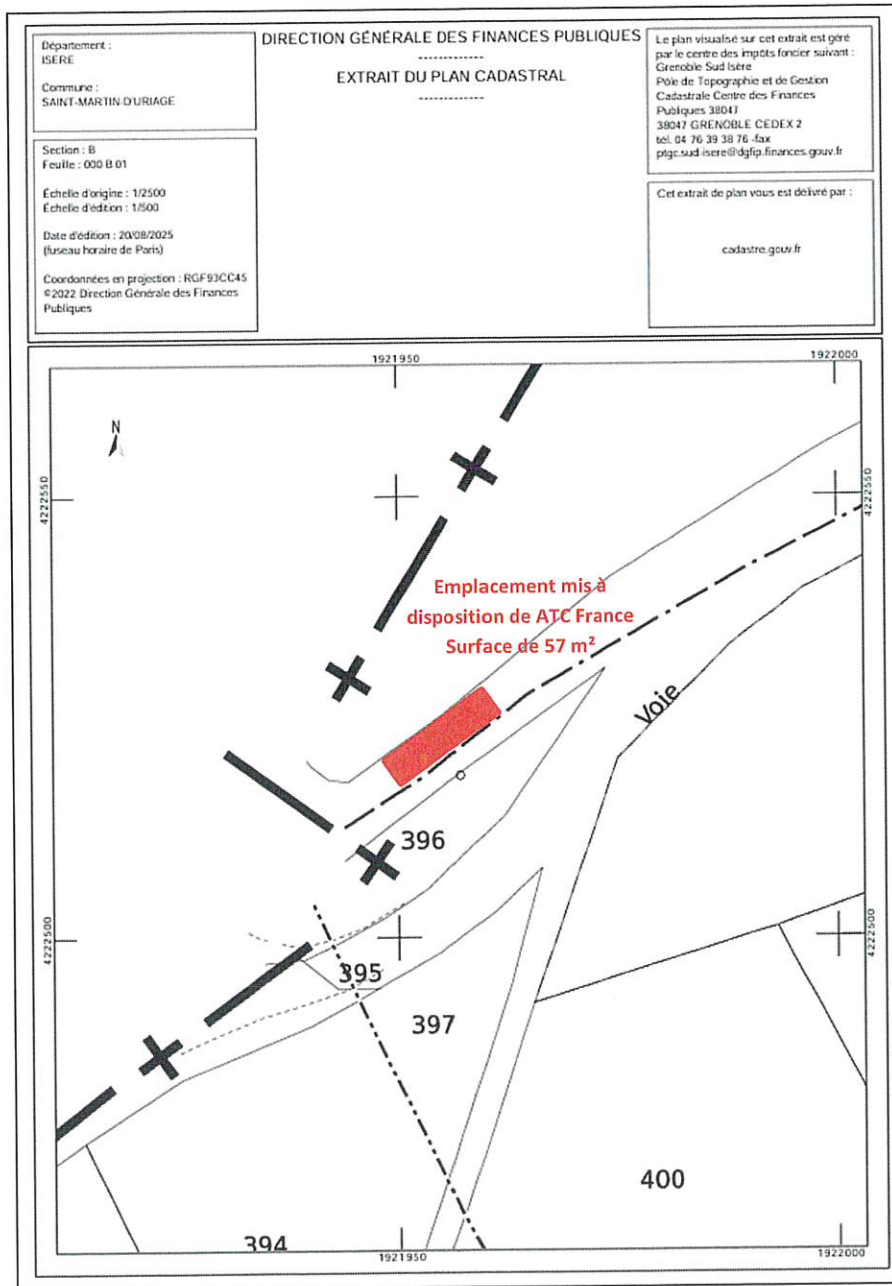 Département :
ISERE
Commune :
SAINT-MARTIN-D'URIAGE
Section : B
Feuille : 000 B 01
Échelle d'origine : 1/2500
Échelle d'édition : 1/500
Date d'édition : 20/08/2025
(fuseau horaire de Paris)
Coordonnées en projection : RGF93CC45
©2022 Direction Générale des Finances
Publiques
DIRECTION GÉNÉRALE DES FINANCES PUBLIQUES
------------
EXTRAIT DU PLAN CADASTRAL
------------
Le plan visualisé sur cet extrait est géré
par le centre des impôts foncier suivant :
Grenoble Sud Isère
Pôle de Topographie et de Gestion
Cadastrale Centre des Finances
Publiques 38047
38047 GRENOBLE CEDEX 2
tél. 04 76 39 38 76 -fax
ptgc.sud-isere@dgfip.finances.gouv.fr
Cet extrait de plan vous est délivré par :
cadastre.gouv.fr
1921950
1922000
N
4222550
4222550
Emplacement mis à
disposition de ATC France
Surface de 57 m²
Voie
396
4222500
4222500
395
397
400
394
1921950
1922000